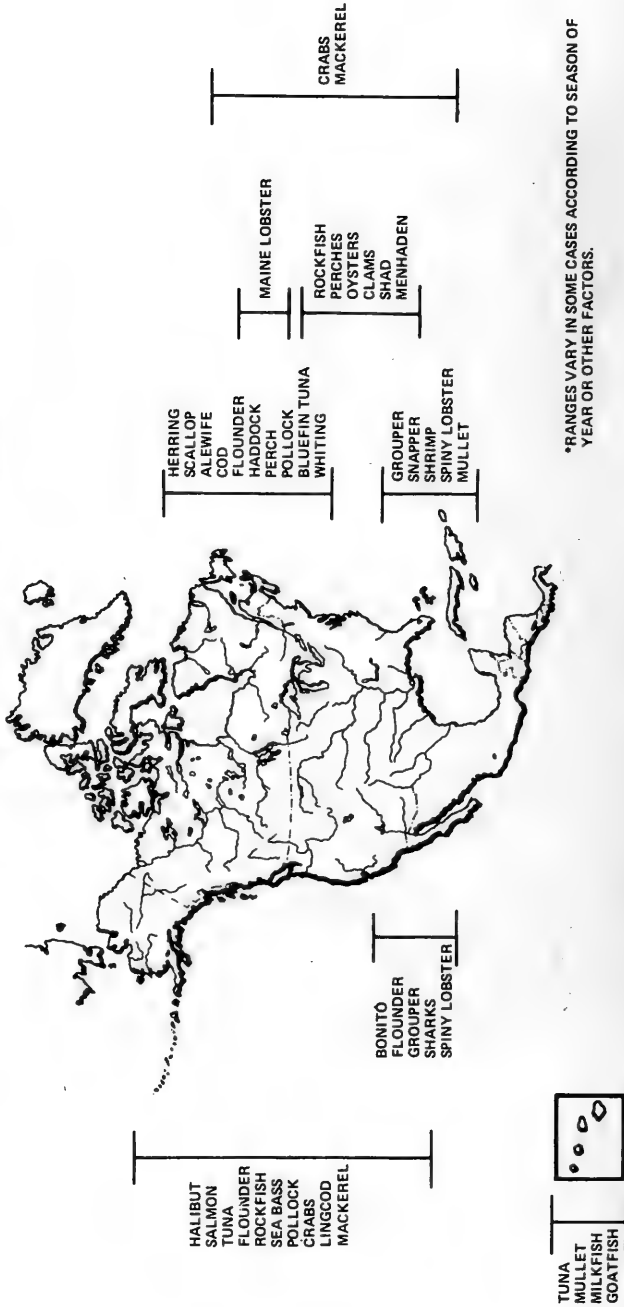 HALIBUT
SALMON
TUNA
FLOUNDER
ROCKFISH
SEA BASS
POLLOCK
CRABS
LINGCOD
MACKEREL
BONITO
FLOUNDER
GROUPER
SHARKS
SPINY LOBSTER
TUNA
MULLET
MILKFISH
GOATFISH
HERRING
SCALLOP
ALEWIFE
COD
FLOUNDER
HADDOCK
PERCH
POLLOCK
BLUEFIN TUNA
WHITING
GROUPER
SNAPPER
SHRIMP
SPINY LOBSTER
MULLET
MAINE LOBSTER
ROCKFISH
PERCHES
OYSTERS
CLAMS
SHAD
MENHADEN
CRABS
MACKEREL
*RANGES VARY IN SOME CASES ACCORDING TO SEASON OF
YEAR OR OTHER FACTORS.